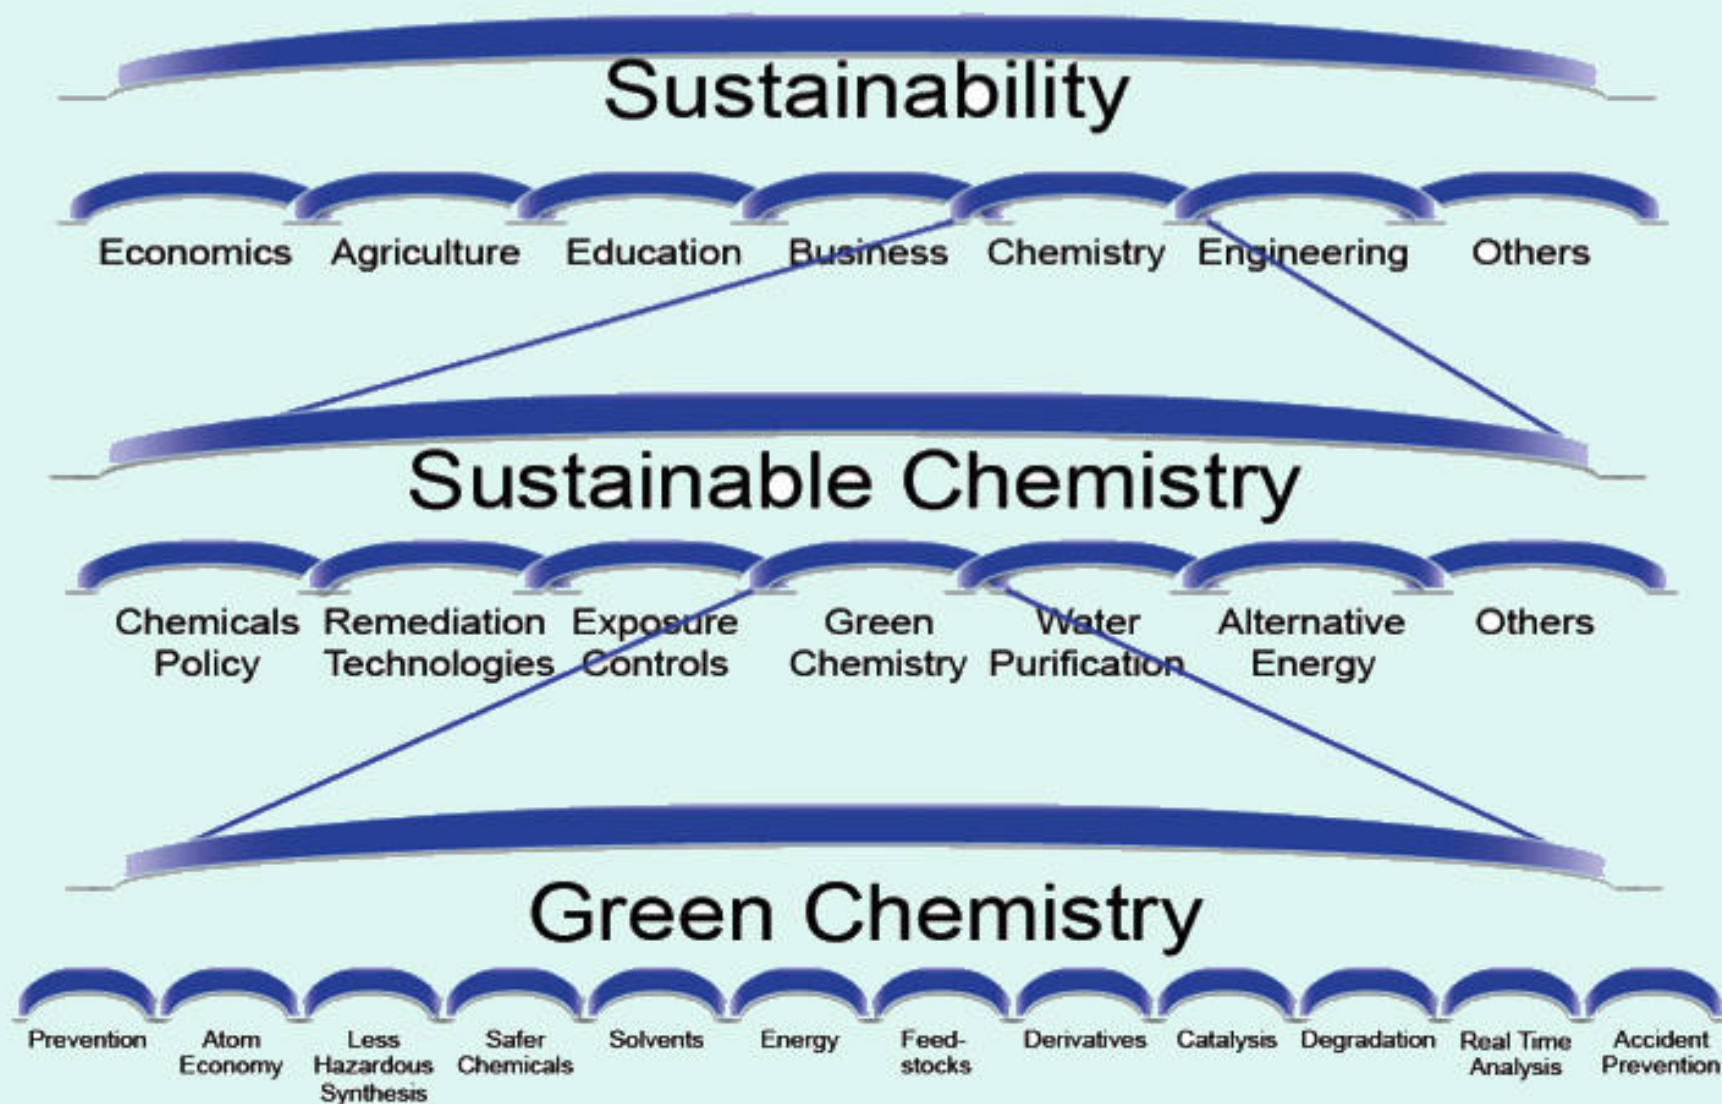 Sustainability
Economics Agriculture Education Business Chemistry Engineering Others
Sustainable Chemistry
Chemicals Remediation Exposure Green Water Alternative Others
Policy Technologies Controls Chemistry Purification Energy
Green Chemistry
Prevention Atom Less Safer Solvents Energy Feed- Derivatives Catalysis Degradation Real Time Accident
Economy Hazardous Chemicals stocks Analysis Prevention
Synthesis